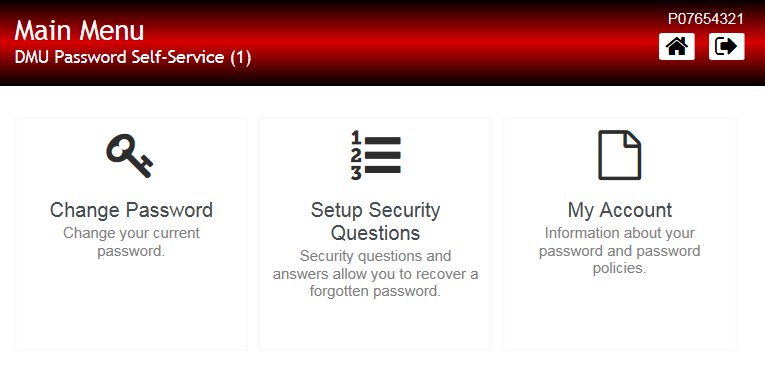 Main Menu
P07654321
DMU Password Self-Service (1)
1
2
3
Change Password
Change your current
password.
Setup Security
Questions
Security questions and
answers allow you to recover a
forgotten password.
My Account
Information about your
password and password
policies.